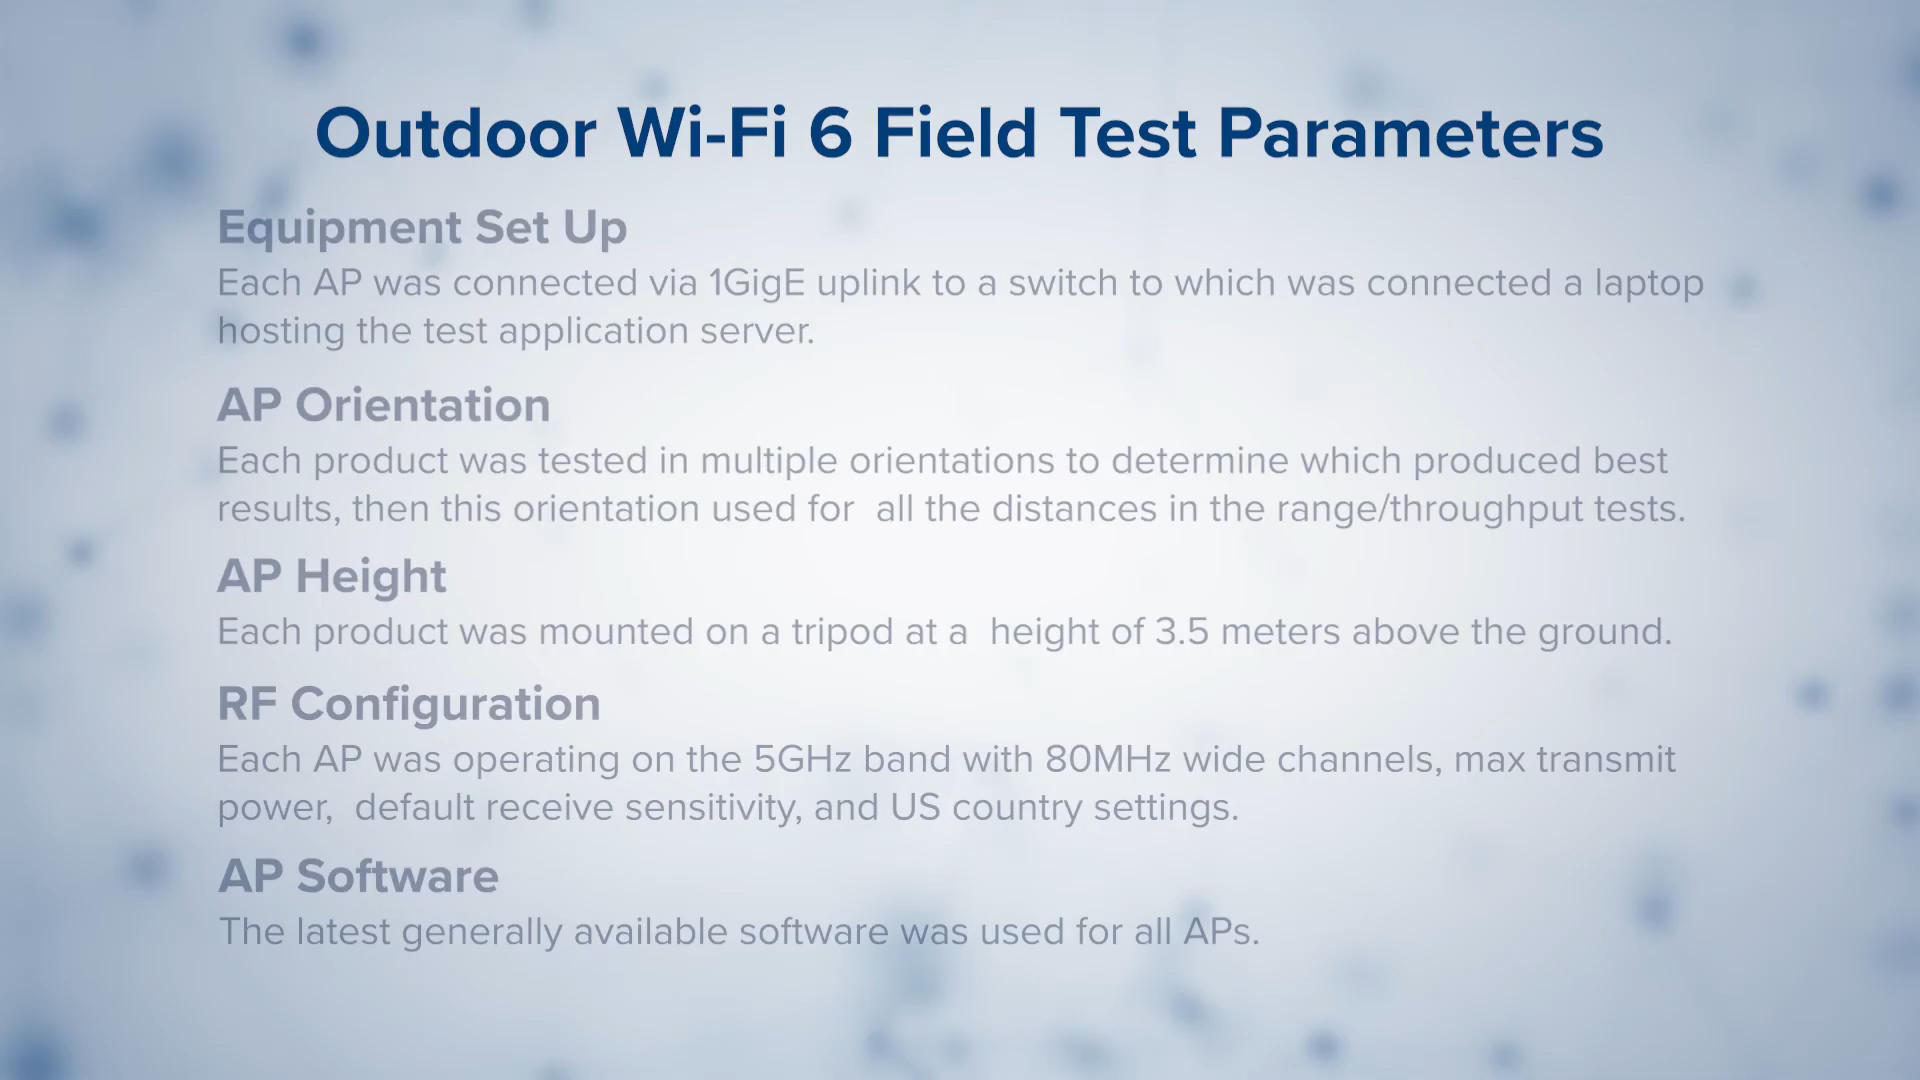 Outdoor Wi-Fi 6 Field Test Parameters
Equipment Set Up
Each AP was connected via 1GigE uplink to a switch to which was connected a laptop
hosting the test application server.
AP Orientation
Each product was tested in multiple orientations to determine which produced best
results, then this orientation used for  all the distances in the range/throughput tests.
AP Height
Each product was mounted on a tripod at a  height of 3.5 meters above the ground.
RF Configuration
Each AP was operating on the 5GHz band with 80MHz wide channels, max transmit
power,  default receive sensitivity, and US country settings.
AP Software
The latest generally available software was used for all APs.